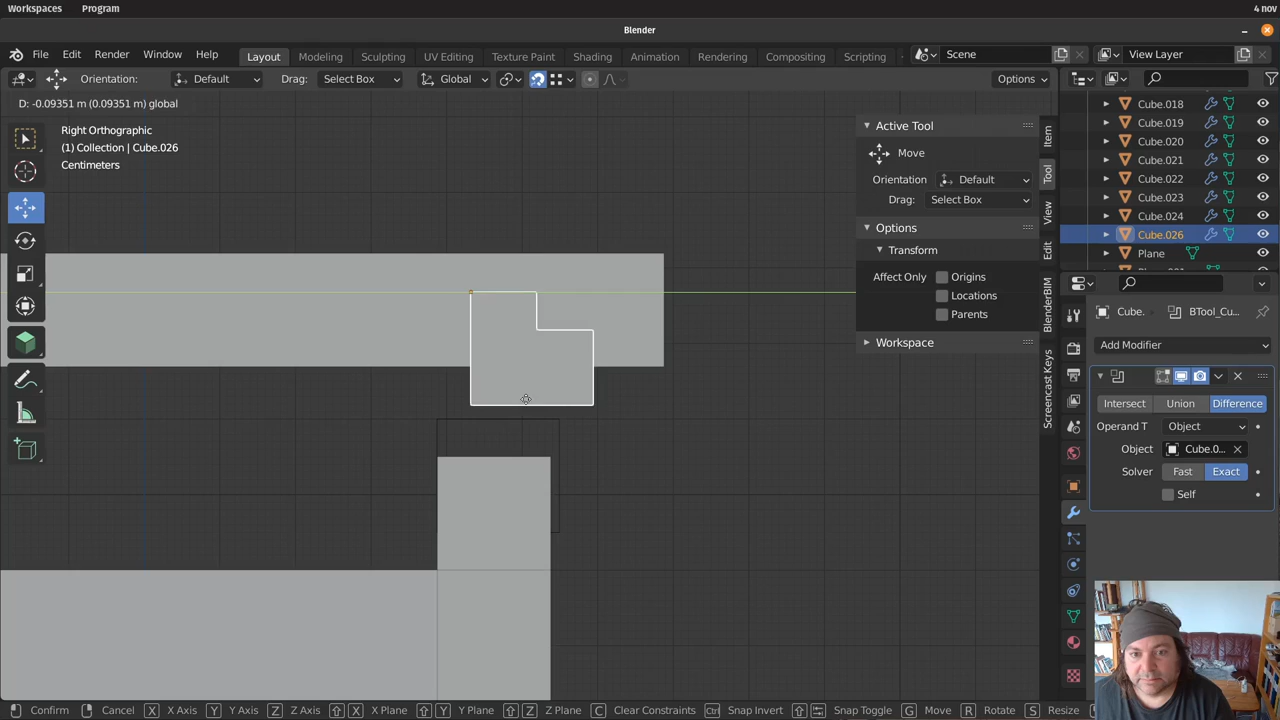 Workspaces Program 4 nov
Blender
File Edit Render Window Help Layout Modeling Sculpting UV Editing Texture Paint Shading Animation Rendering Compositing Scripting Scene View Layer
Orientation: Default Drag: Select Box Global Options
D: -0.09351 m (0.09351 m) global
Right Orthographic
(1) Collection | Cube.026
Centimeters
Active Tool
Move
Orientation Default
Drag: Select Box
Options
Transform
Affect Only Origins
Locations
Parents
Workspace
Item
Tool
View
Edit
BlenderBIM
Screencast Keys
Cube.018
Cube.019
Cube.020
Cube.021
Cube.022
Cube.023
Cube.024
Cube.026
Plane
Cube. BTool_Cu...
Add Modifier
Intersect Union Difference
Operand T Object
Object Cube.0...
Solver Fast Exact
Self
Confirm Cancel X X Axis Y Y Axis Z Z Axis X X Plane Y Y Plane Z Z Plane C Clear Constraints Ctrl Snap Invert Snap Toggle G Move R Rotate S Resize